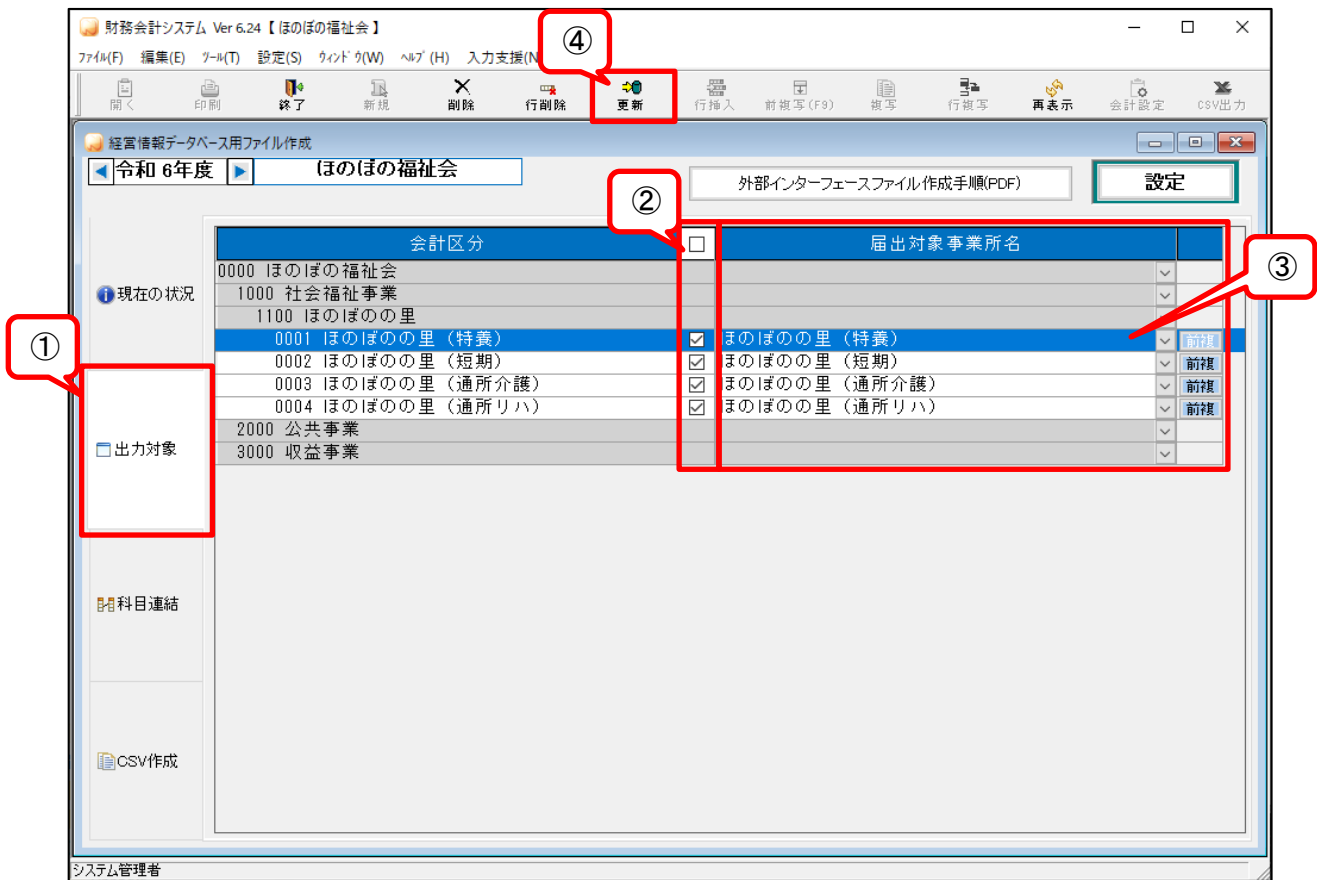 財務会計システム Ver 6.24【 ほのぼの福祉会 】
ﾌｧｲﾙ(F) 編集(E) ﾂｰﾙ(T) 設定(S) ｳｨﾝﾄﾞｳ(W) ﾍﾙﾌﾟ(H) 入力支援(N
④
開く 印刷 終了 新規 削除 行削除 更新 行挿入 前複写(F9) 複写 行複写 再表示 会計設定 CSV出力
経営情報データベース用ファイル作成
令和 6年度 ほのぼの福祉会
外部インターフェースファイル作成手順(PDF) 設定
②
会計区分 届出対象事業所名
③
0000 ほのぼの福祉会
1000 社会福祉事業
1100 ほのぼのの里
0001 ほのぼのの里（特養） ほのぼのの里（特養） 前複
0002 ほのぼのの里（短期） ほのぼのの里（短期） 前複
0003 ほのぼのの里（通所介護） ほのぼのの里（通所介護） 前複
0004 ほのぼのの里（通所リハ） ほのぼのの里（通所リハ） 前複
2000 公共事業
3000 収益事業
現在の状況
①
出力対象
科目連結
CSV作成
システム管理者